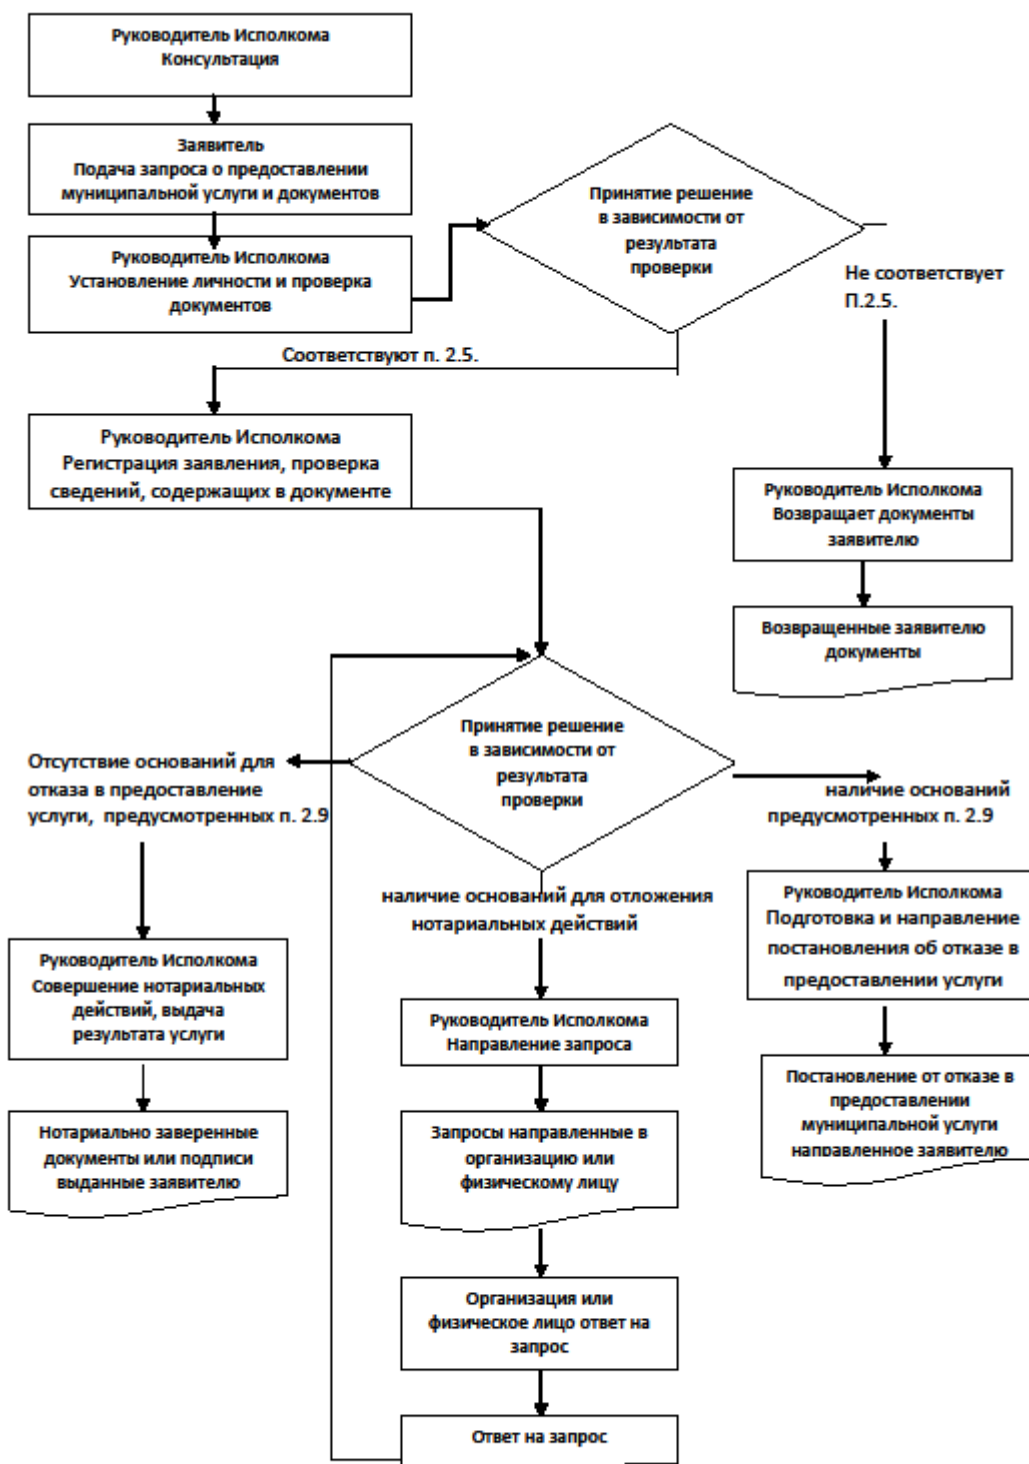 Руководитель Исполкома
Консультация
Заявитель
Подача запроса о предоставлении
муниципальной услуги и документов
Руководитель Исполкома
Установление личности и проверка
документов
Принятие решение
в зависимости от
результата
проверки
Не соответствует
П.2.5.
Соответствуют п. 2.5.
Руководитель Исполкома
Регистрация заявления, проверка
сведений, содержащих в документе
Руководитель Исполкома
Возвращает документы
заявителю
Возвращенные заявителю
документы
Принятие решение
в зависимости от
результата
проверки
Отсутствие оснований для
отказа в предоставление
услуги, предусмотренных п. 2.9
наличие оснований
предусмотренных п. 2.9
наличие оснований для отложения
нотариальных действий
Руководитель Исполкома
Подготовка и направление
постановления об отказе в
предоставлении услуги
Руководитель Исполкома
Совершение нотариальных
действий, выдача
результата услуги
Руководитель Исполкома
Направление запроса
Постановление от отказе в
предоставлении
муниципальной услуги
направленное заявителю
Нотариально заверенные
документы или подписи
выданные заявителю
Запросы направленные в
организацию или
физическому лицу
Организация или
физическое лицо ответ на
запрос
Ответ на запрос